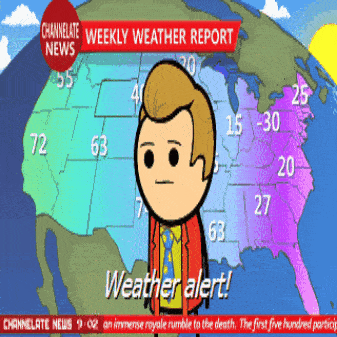 CHANNELATE
NEWS
WEEKLY WEATHER REPORT
55
20
25
15
-30
72
63
20
27
63
Weather alert!
CHANNELATE NEWS 9:02 an immense royale rumble to the death. The first five hundred